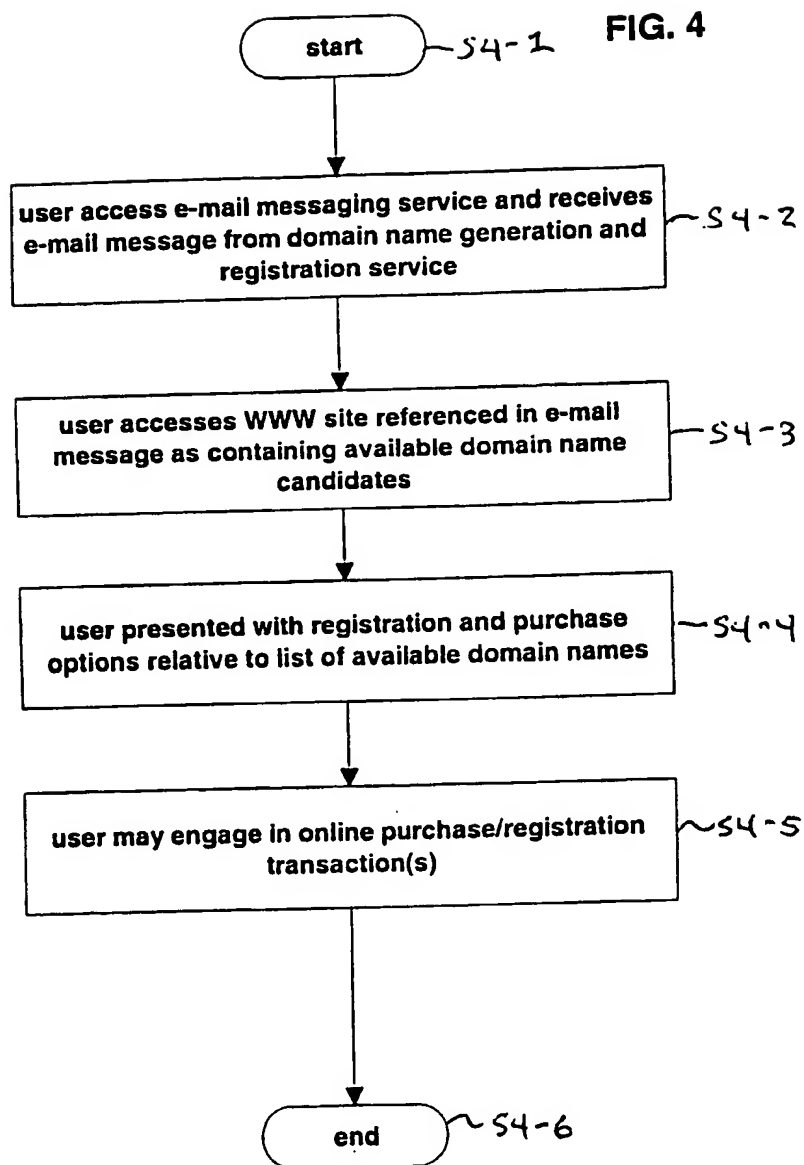 FIG. 4
start
S4-1
user access e-mail messaging service and receives
e-mail message from domain name generation and
registration service
S4-2
user accesses WWW site referenced in e-mail
message as containing available domain name
candidates
S4-3
user presented with registration and purchase
options relative to list of available domain names
S4-4
user may engage in online purchase/registration
transaction(s)
S4-5
end
S4-6